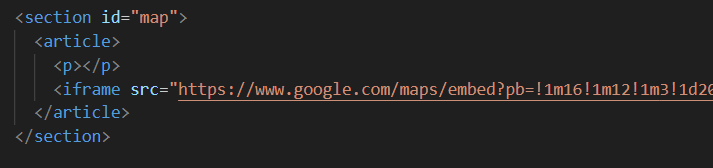 <section id="map">
<article>
<p></p>
<iframe src="https://www.google.com/maps/embed?pb=!1m16!1m12!1m3!1d20
</article>
</section>